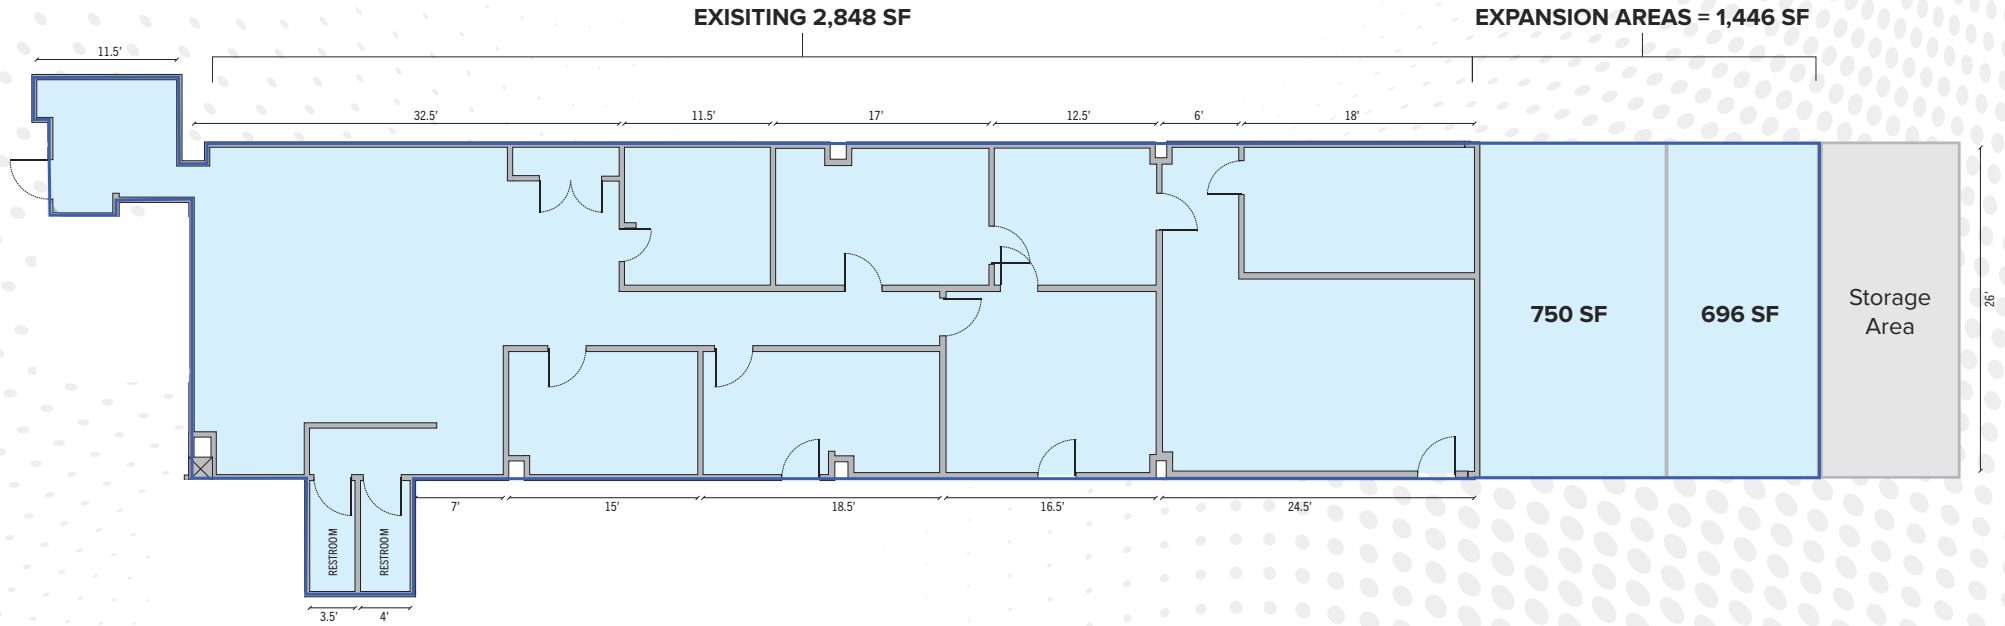 EXISITING 2,848 SF
EXPANSION AREAS = 1,446 SF
11.5'
32.5'
11.5'
17'
12.5'
6'
18'
750 SF
696 SF
Storage
Area
26'
7'
15'
18.5'
16.5'
24.5'
RESTROOM
RESTROOM
3.5'
4'